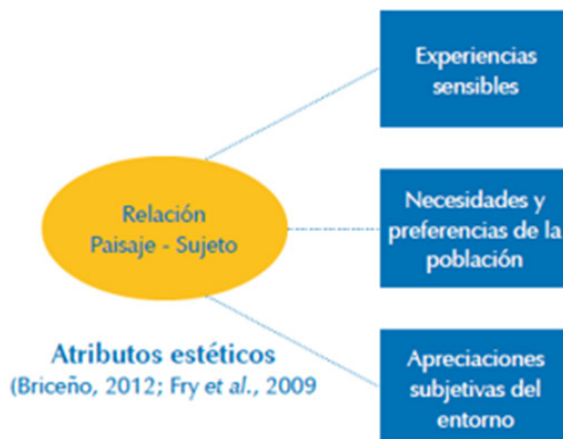 Experiencias
sensibles
Relación
Paisaje - Sujeto
Necesidades y
preferencias de la
población
Atributos estéticos
(Briceño, 2012; Fry et al., 2009
Apreciaciones
subjetivas del
entorno